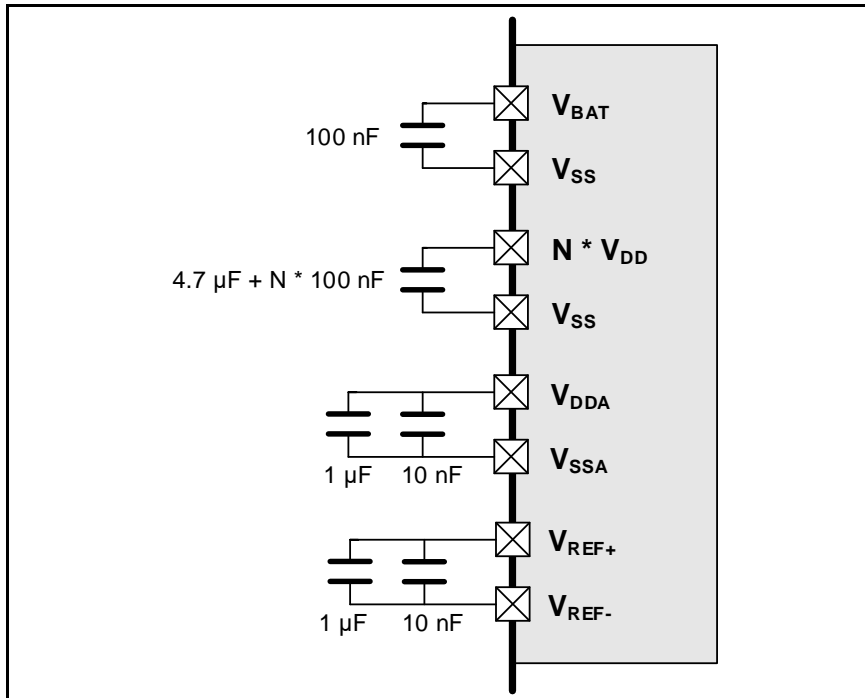 V_BAT
100 nF
V_SS
N * V_DD
4.7 µF + N * 100 nF
V_SS
V_DDA
V_SSA
1 µF 10 nF
V_REF+
V_REF-
1 µF 10 nF